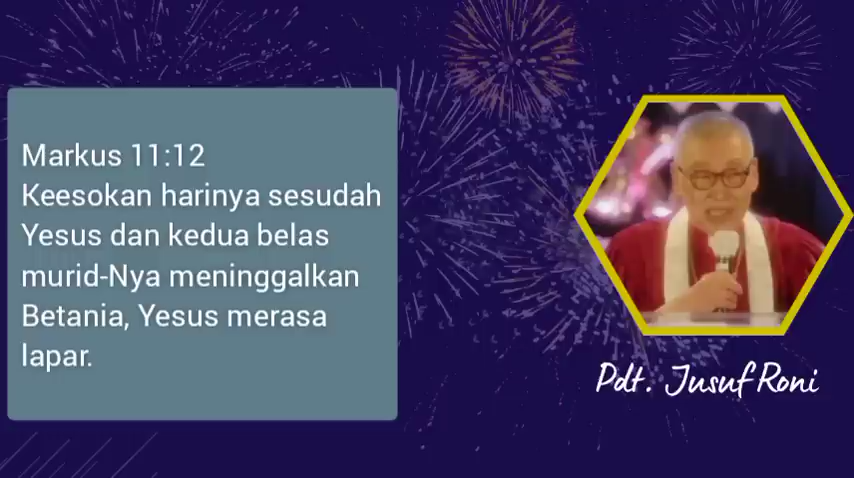 Markus 11:12
Keesokan harinya sesudah
Yesus dan kedua belas
murid-Nya meninggalkan
Betania, Yesus merasa
lapar.
Pdt. Jusuf Roni